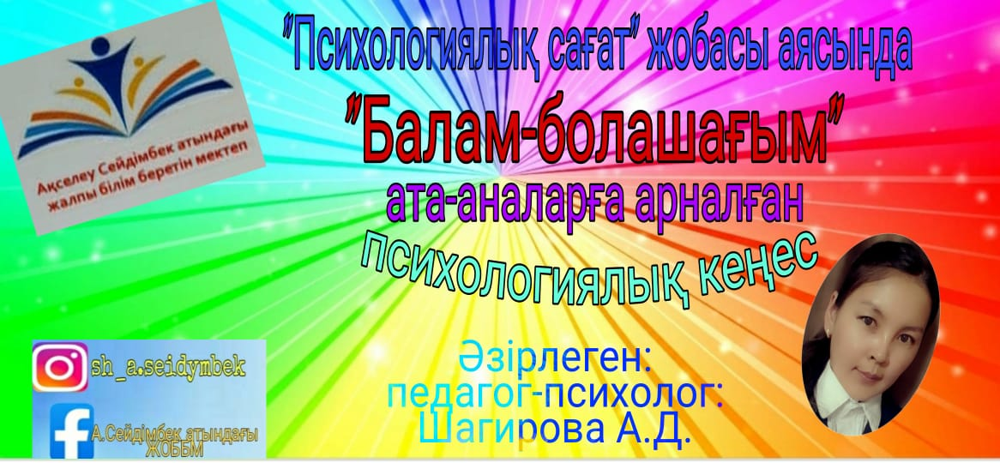 "Психологиялық сағат" жобасы аясында
"Балам-болашағым"
ата-аналарға арналған
психологиялық кеңес
Ақселеу Сейдімбек атындағы
жалпы білім беретін мектеп
Әзірлеген:
педагог-психолог:
Шагирова А.Д.
sh_a.seidymbek
А.Сейдімбек атындағы
ЖОББМ